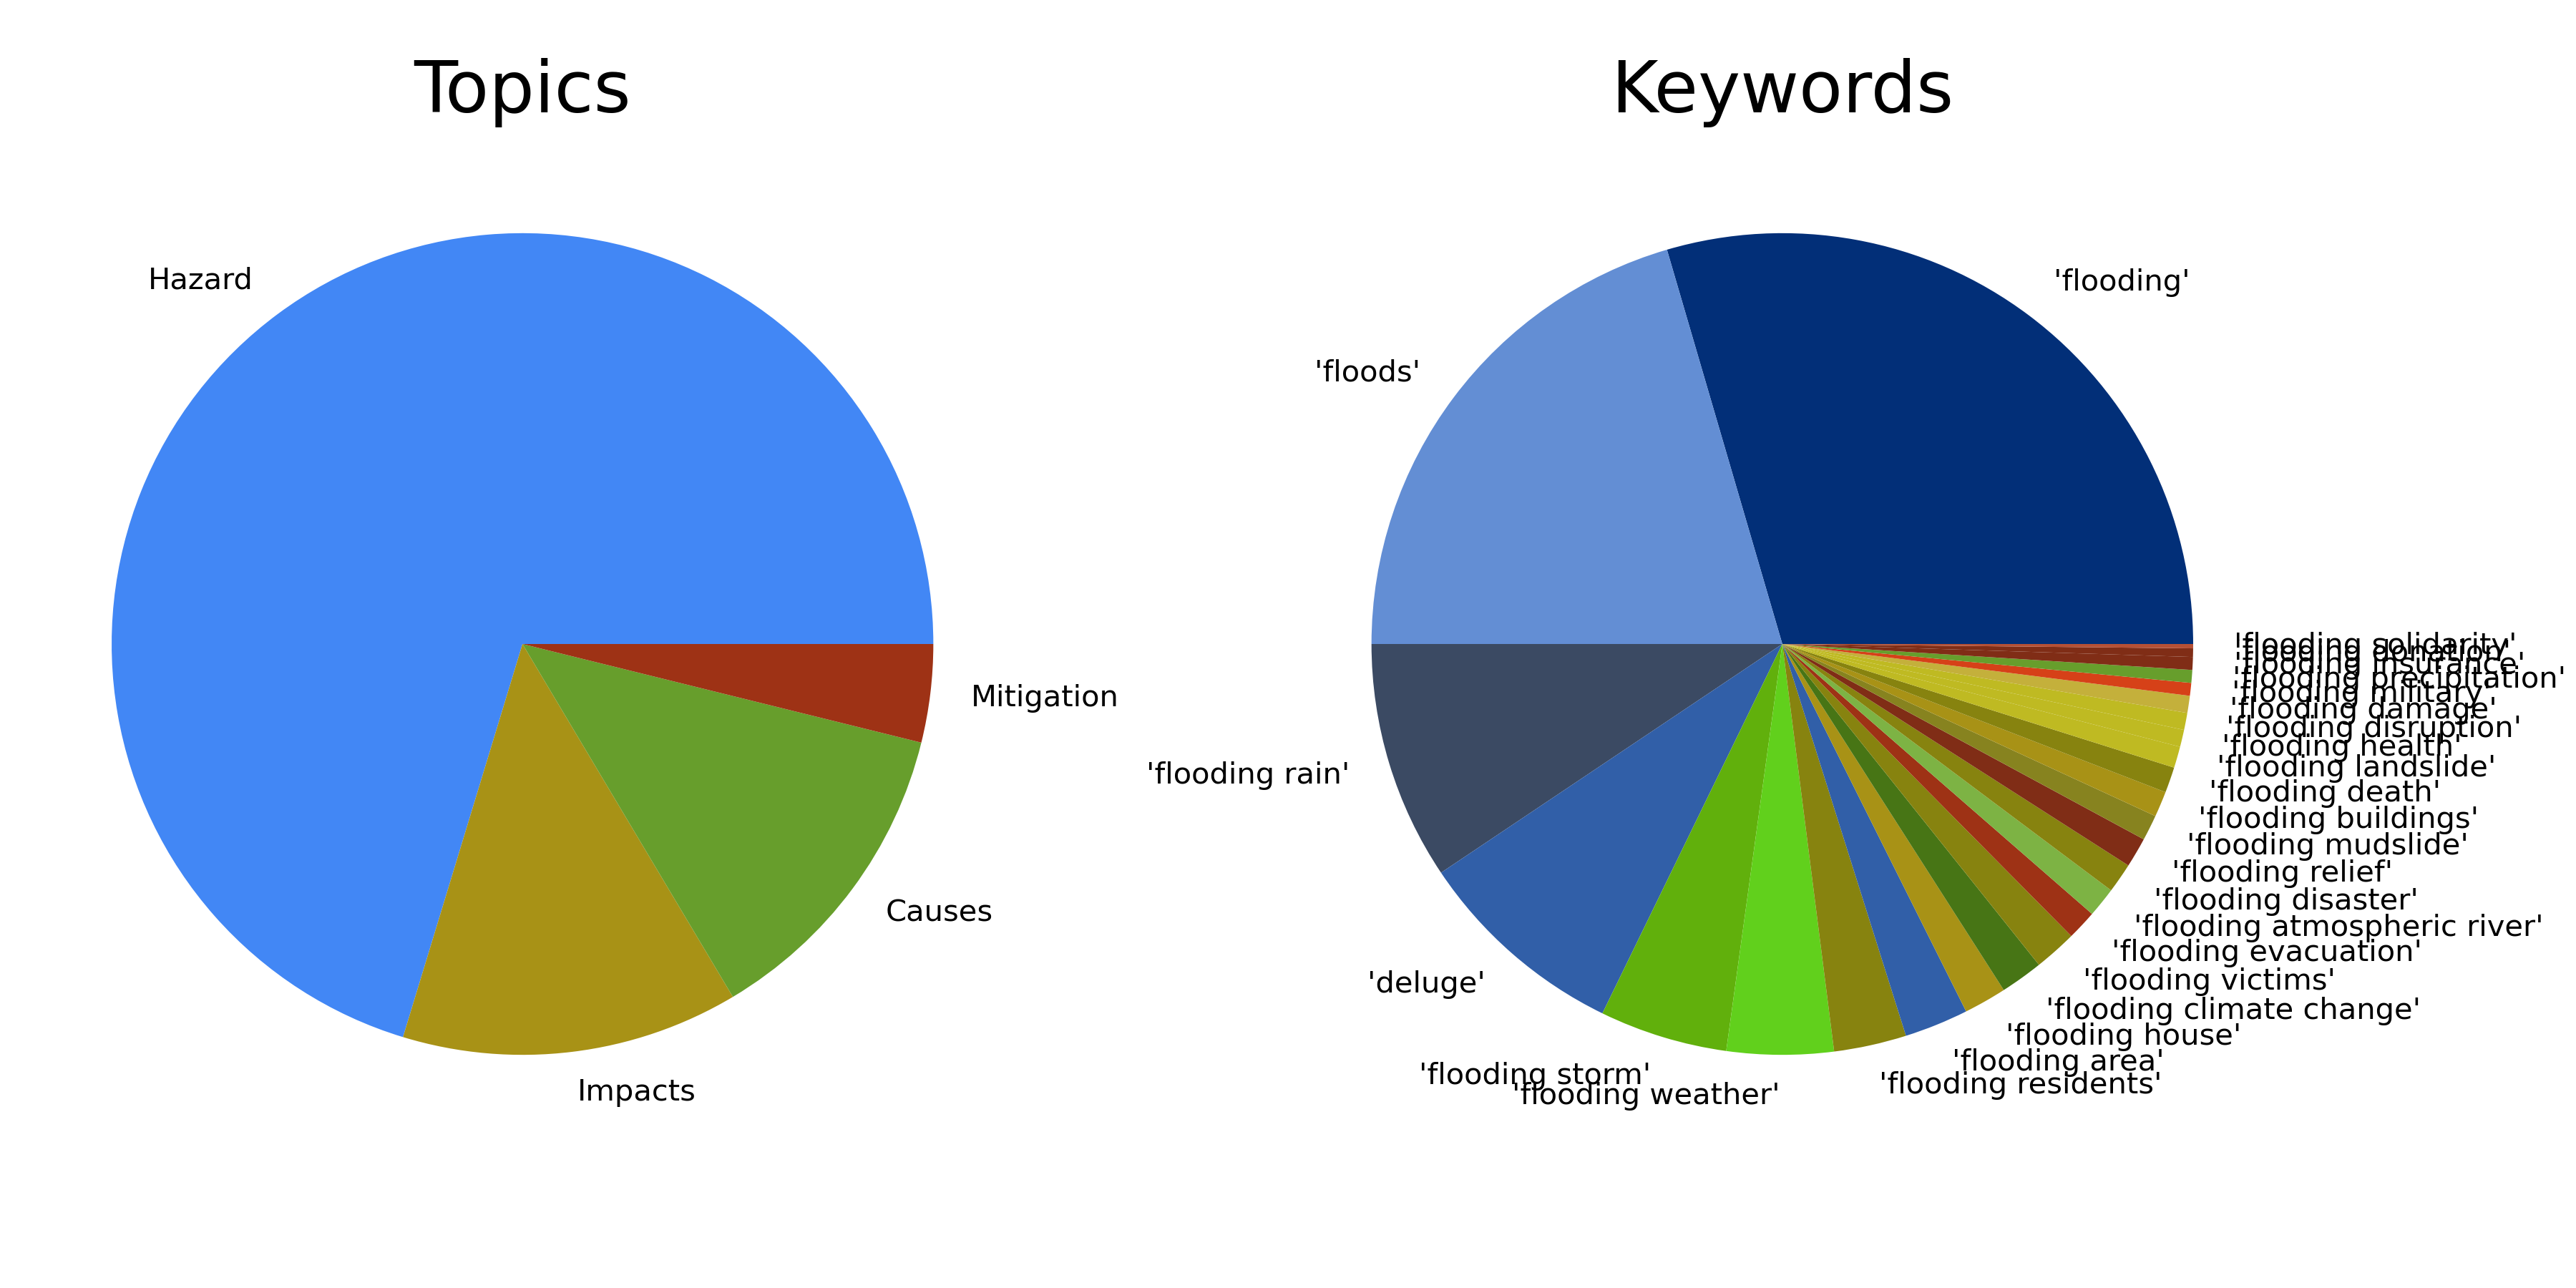 Topics
Keywords
Hazard
Mitigation
Causes
Impacts
'flooding'
'floods'
'flooding rain'
'deluge'
'flooding storm'
'flooding weather'
'flooding residents'
'flooding area'
'flooding house'
'flooding climate change'
'flooding victims'
'flooding evacuation'
'flooding atmospheric river'
'flooding disaster'
'flooding relief'
'flooding mudslide'
'flooding buildings'
'flooding death'
'flooding landslide'
'flooding health'
'flooding disruption'
'flooding damage'
'flooding military'
'flooding precipitation'
'flooding insurance'
'flooding donation'
'flooding solidarity'